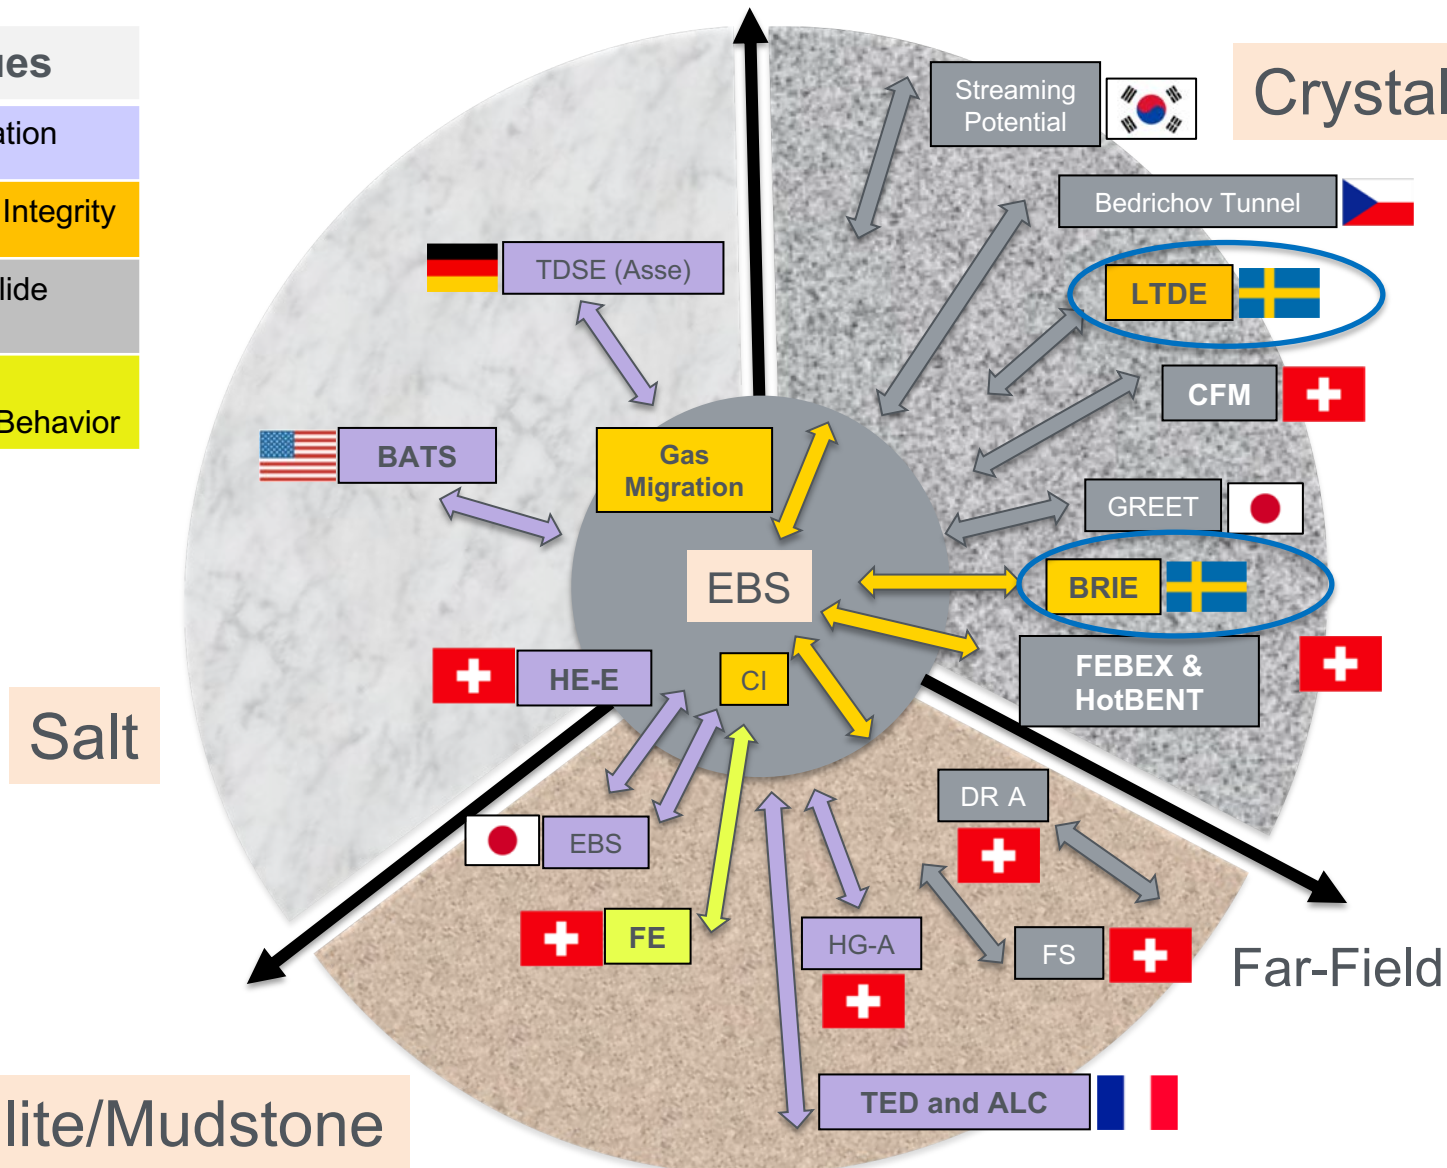 ues
ation
Integrity
lide
Behavior
Streaming
Potential
Crystal
Bedrichov Tunnel
TDSE (Asse)
LTDE
CFM
BATS
Gas
Migration
GREET
EBS
BRIE
HE-E
CI
FEBEX &
HotBENT
Salt
DR A
EBS
FE
HG-A
FS
Far-Field
TED and ALC
lite/Mudstone